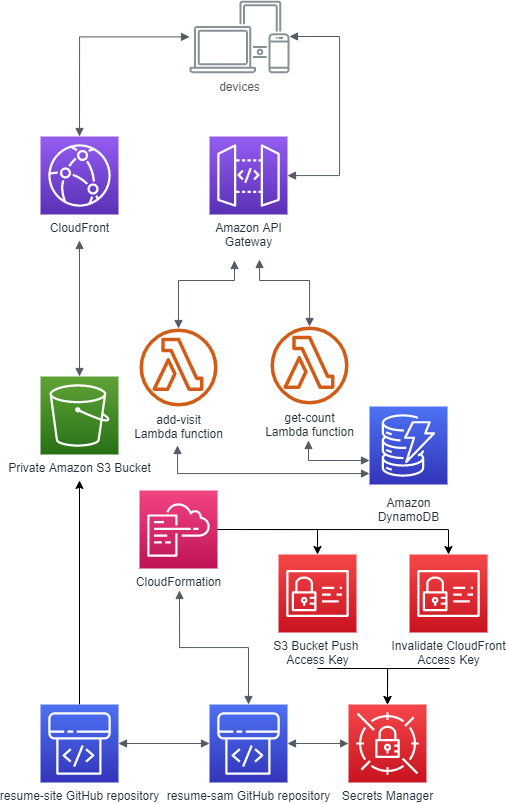 devices
CloudFront
Amazon API
Gateway
add-visit
Lambda function
get-count
Lambda function
Private Amazon S3 Bucket
Amazon
DynamoDB
CloudFormation
S3 Bucket Push
Access Key
Invalidate CloudFront
Access Key
resume-site GitHub repository
resume-sam GitHub repository
Secrets Manager